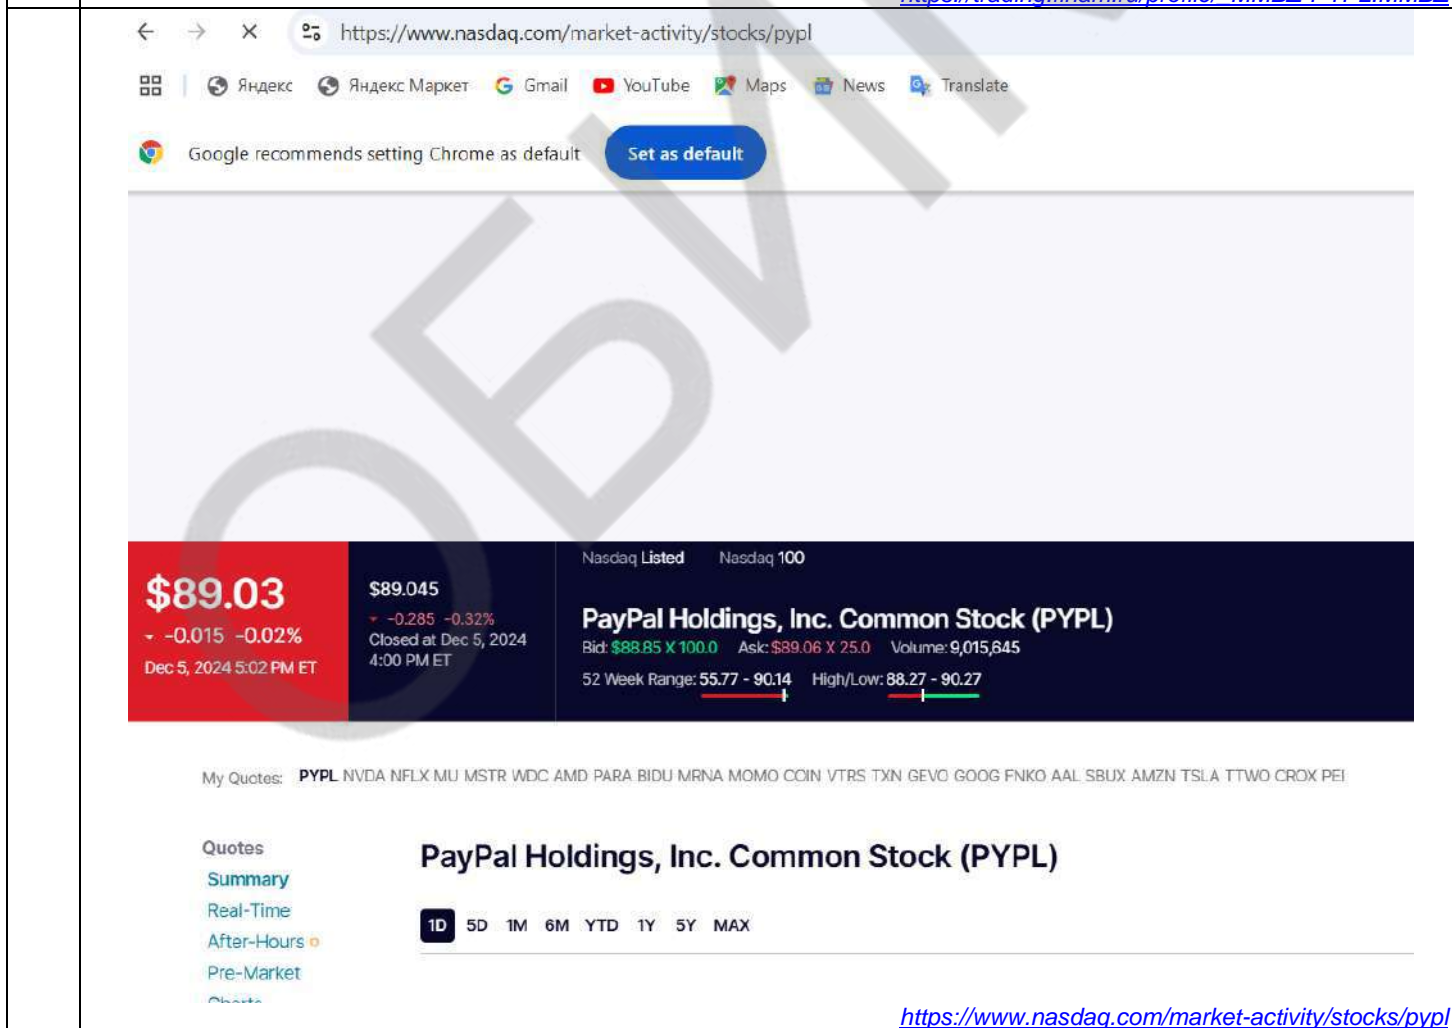 https://www.nasdaq.com/market-activity/stocks/pypl
Яндекс Яндекс Маркет Gmail YouTube Maps News Translate
Google recommends setting Chrome as default Set as default
ОБИ
Nasdaq Listed Nasdaq 100
$89.03
-0.015 -0.02%
Dec 5, 2024 5:02 PM ET
$89.045
-0.285 -0.32%
Closed at Dec 5, 2024
4:00 PM ET
PayPal Holdings, Inc. Common Stock (PYPL)
Bid: $88.85 X 100.0 Ask: $89.06 X 25.0 Volume: 9,015,645
52 Week Range: 55.77 - 90.14 High/Low: 88.27 - 90.27
My Quotes: PYPL NVDA NFLX MU MSTR WDC AMD PARA BIDU MRNA MOMO COIN VTRS TXN GEVO GOOG FNKO AAL SBUX AMZN TSLA TTWO CROX PEI
Quotes
Summary
Real-Time
After-Hours
Pre-Market
Charts
PayPal Holdings, Inc. Common Stock (PYPL)
1D 5D 1M 6M YTD 1Y 5Y MAX
https://www.nasdaq.com/market-activity/stocks/pypl